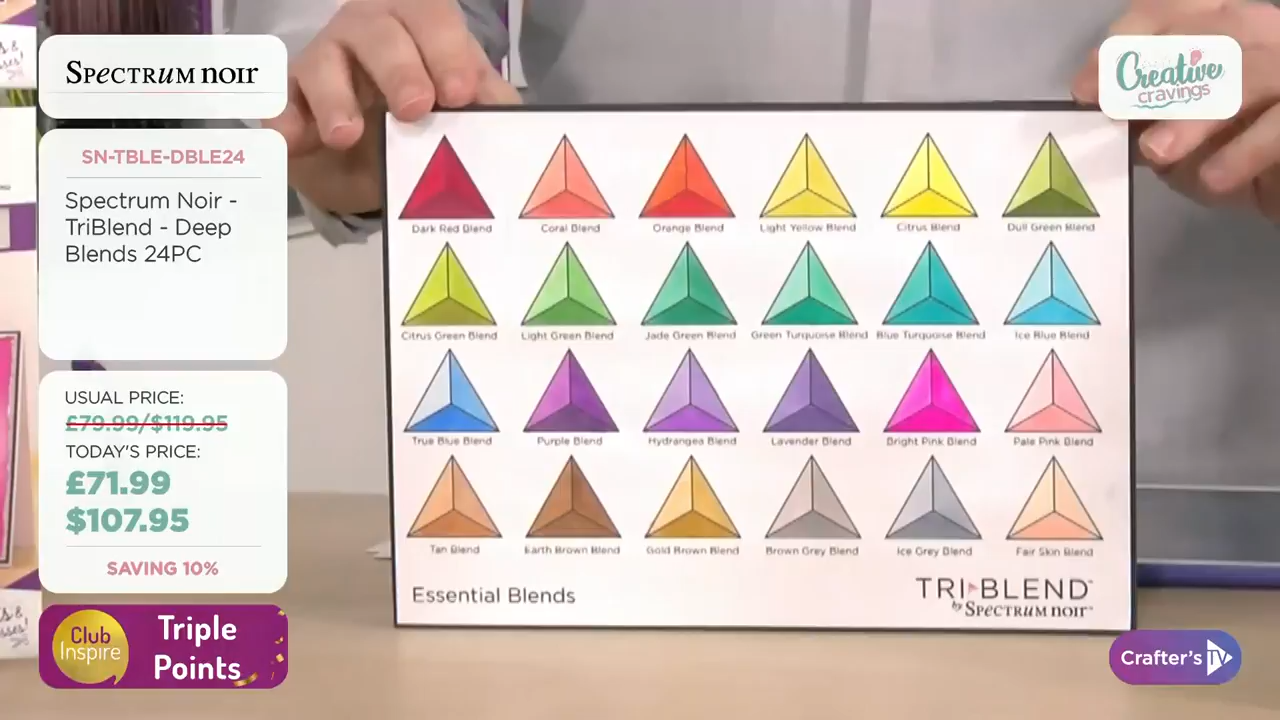 SPECTRUM NOIR
SN-TBLE-DBLE24
Spectrum Noir -
TriBlend - Deep
Blends 24PC
USUAL PRICE:
£79.99/$119.95
TODAY'S PRICE:
£71.99
$107.95
SAVING 10%
Club
Inspire
Triple
Points
Creative
cravings
Dark Red Blend
Coral Blend
Orange Blend
Light Yellow Blend
Citrus Blend
Dull Green Blend
Citrus Green Blend
Light Green Blend
Jade Green Blend
Green Turquoise Blend
Blue Turquoise Blend
Ice Blue Blend
True Blue Blend
Purple Blend
Hydrangea Blend
Lavender Blend
Bright Pink Blend
Pale Pink Blend
Tan Blend
Earth Brown Blend
Gold Brown Blend
Brown Grey Blend
Ice Grey Blend
Fair Skin Blend
Essential Blends
TRIBLEND™
by SPECTRUM NOIR™
Crafter's TV